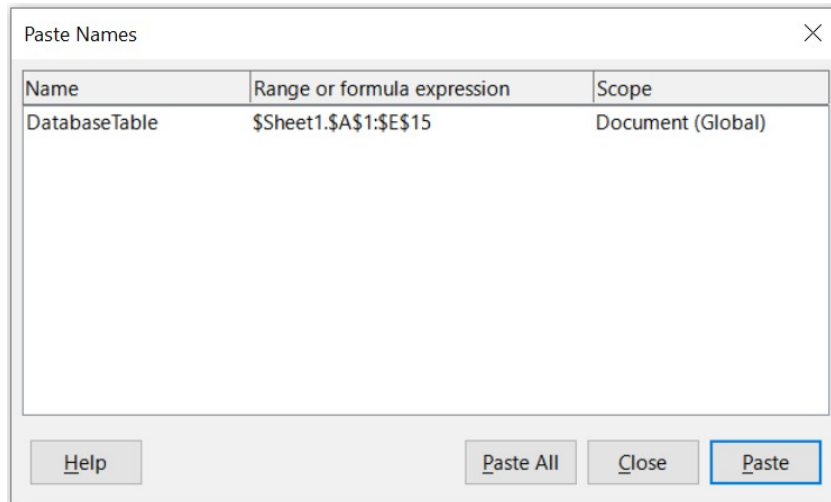 Paste Names
Name Range or formula expression Scope
DatabaseTable $Sheet1.$A$1:$E$15 Document (Global)
Help Paste All Close Paste